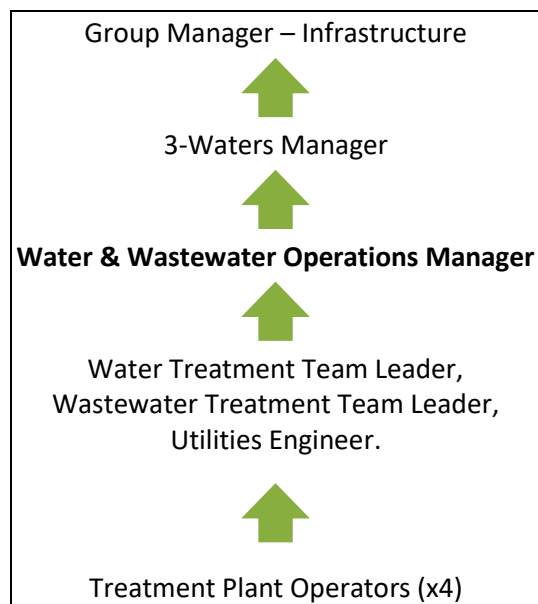 Group Manager – Infrastructure
3-Waters Manager
Water & Wastewater Operations Manager
Water Treatment Team Leader,
Wastewater Treatment Team Leader,
Utilities Engineer.
Treatment Plant Operators (x4)